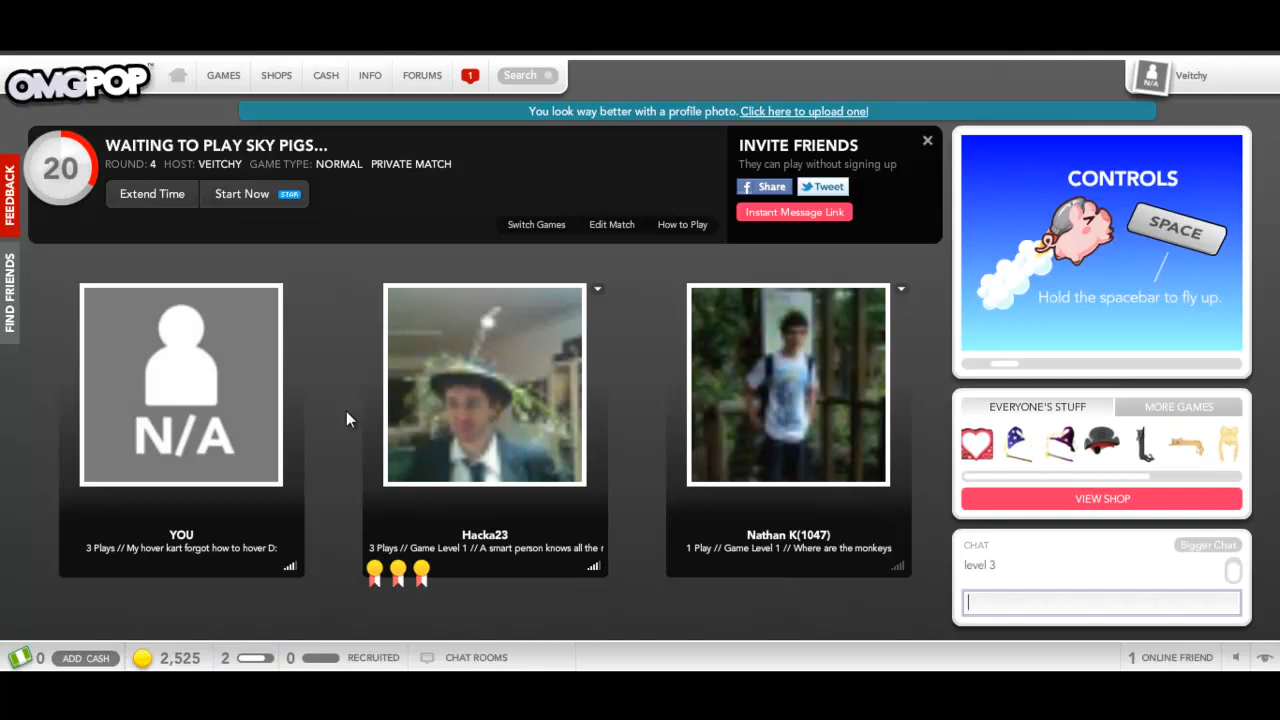 OMGPOP™
GAMES
SHOPS
CASH
INFO
FORUMS
1
Search
N/A
Veitchy
You look way better with a profile photo. Click here to upload one!
FEEDBACK
FIND FRIENDS
20
WAITING TO PLAY SKY PIGS...
ROUND: 4 HOST: VEITCHY GAME TYPE: NORMAL PRIVATE MATCH
Extend Time
Start Now STAR
Switch Games
Edit Match
How to Play
INVITE FRIENDS
They can play without signing up
f Share
Tweet
Instant Message Link
CONTROLS
SPACE
Hold the spacebar to fly up.
N/A
YOU
3 Plays // My hover kart forgot how to hover D:
Hacka23
3 Plays // Game Level 1 // A smart person knows all the r
Nathan K(1047)
1 Play // Game Level 1 // Where are the monkeys
EVERYONE'S STUFF
MORE GAMES
VIEW SHOP
CHAT
Bigger Chat
level 3
0
ADD CASH
2,525
2
0
RECRUITED
CHAT ROOMS
1 ONLINE FRIEND